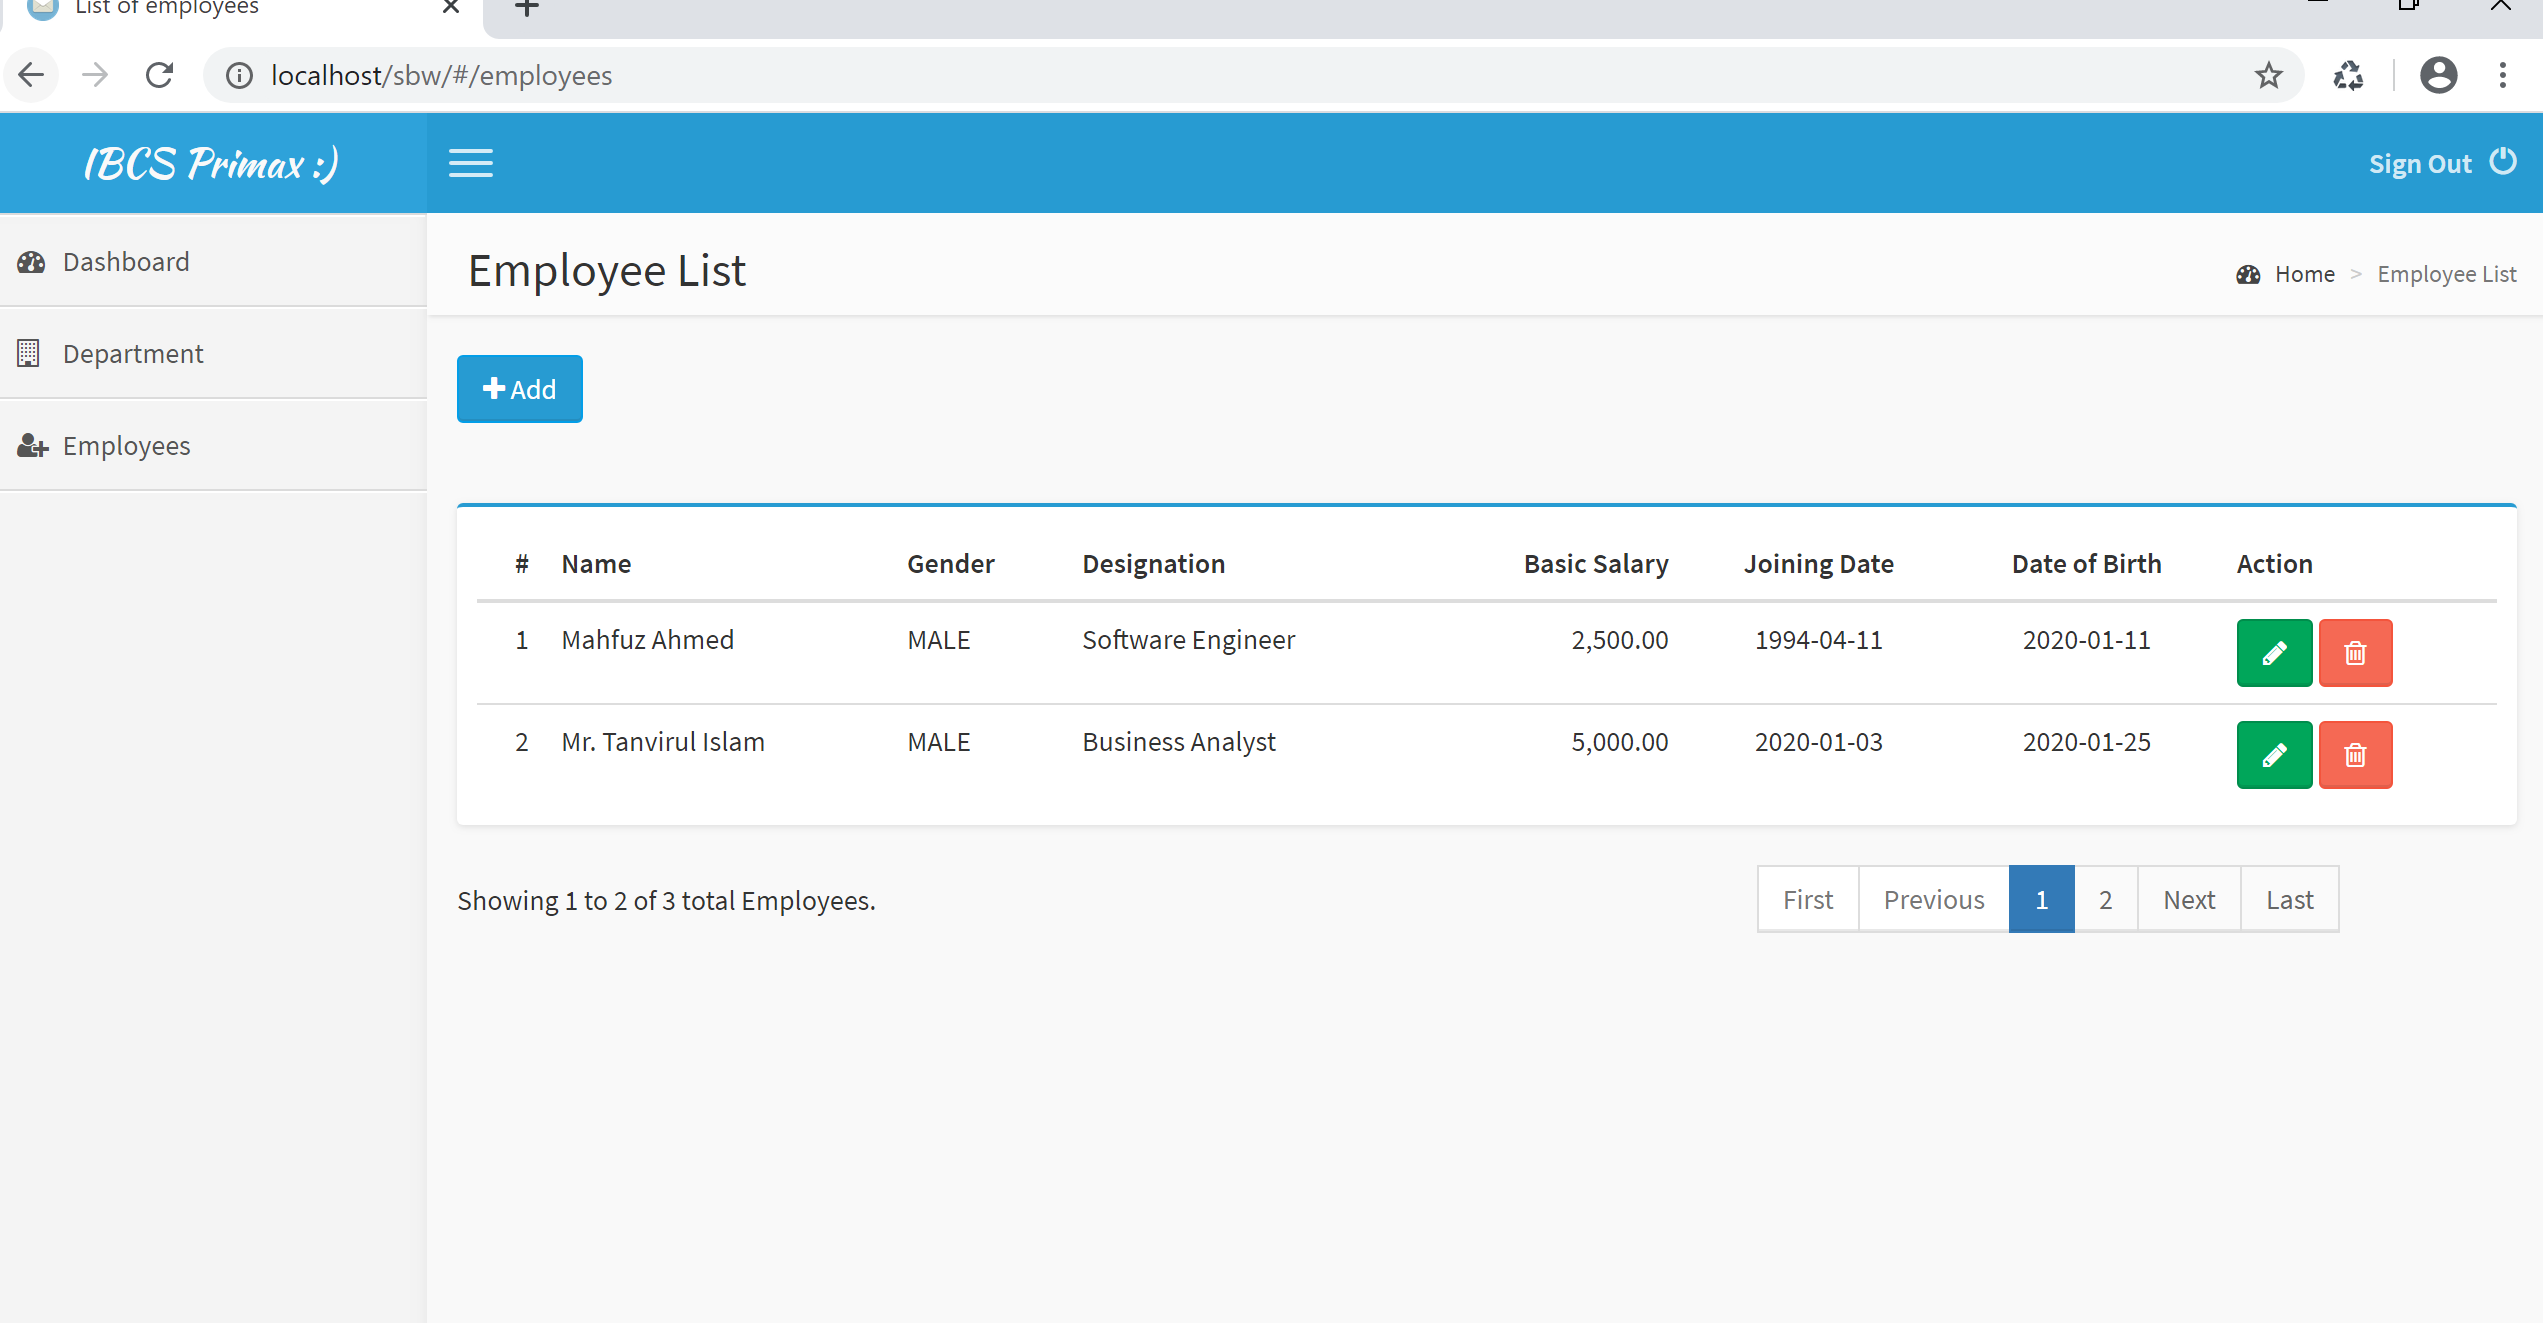 List of employees
localhost/sbw/#/employees
IBCS Primax :)
Sign Out
Dashboard
Department
Employees
Employee List
Home > Employee List
Add
# Name Gender Designation Basic Salary Joining Date Date of Birth Action
1 Mahfuz Ahmed MALE Software Engineer 2,500.00 1994-04-11 2020-01-11
2 Mr. Tanvirul Islam MALE Business Analyst 5,000.00 2020-01-03 2020-01-25
Showing 1 to 2 of 3 total Employees.
First Previous 1 2 Next Last